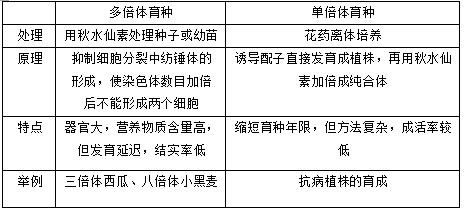 多倍体育种 单倍体育种
处理 用秋水仙素处理种子或幼苗 花药离体培养
原理 抑制细胞分裂中纺锤体的形成，使染色体数目加倍后不能形成两个细胞 诱导配子直接发育成植株，再用秋水仙素加倍成纯合体
特点 器官大，营养物质含量高，但发育延迟，结实率低 缩短育种年限，但方法复杂，成活率较低
举例 三倍体西瓜、八倍体小黑麦 抗病植株的育成